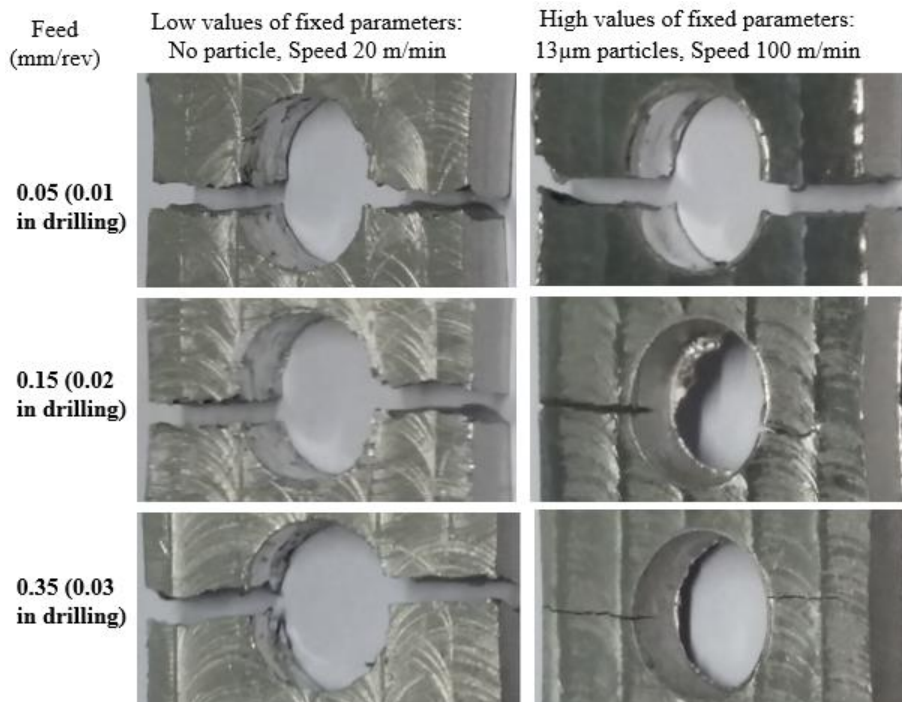 Feed
(mm/rev)
Low values of fixed parameters:
No particle, Speed 20 m/min
High values of fixed parameters:
13µm particles, Speed 100 m/min
0.05 (0.01
in drilling)
0.15 (0.02
in drilling)
0.35 (0.03
in drilling)